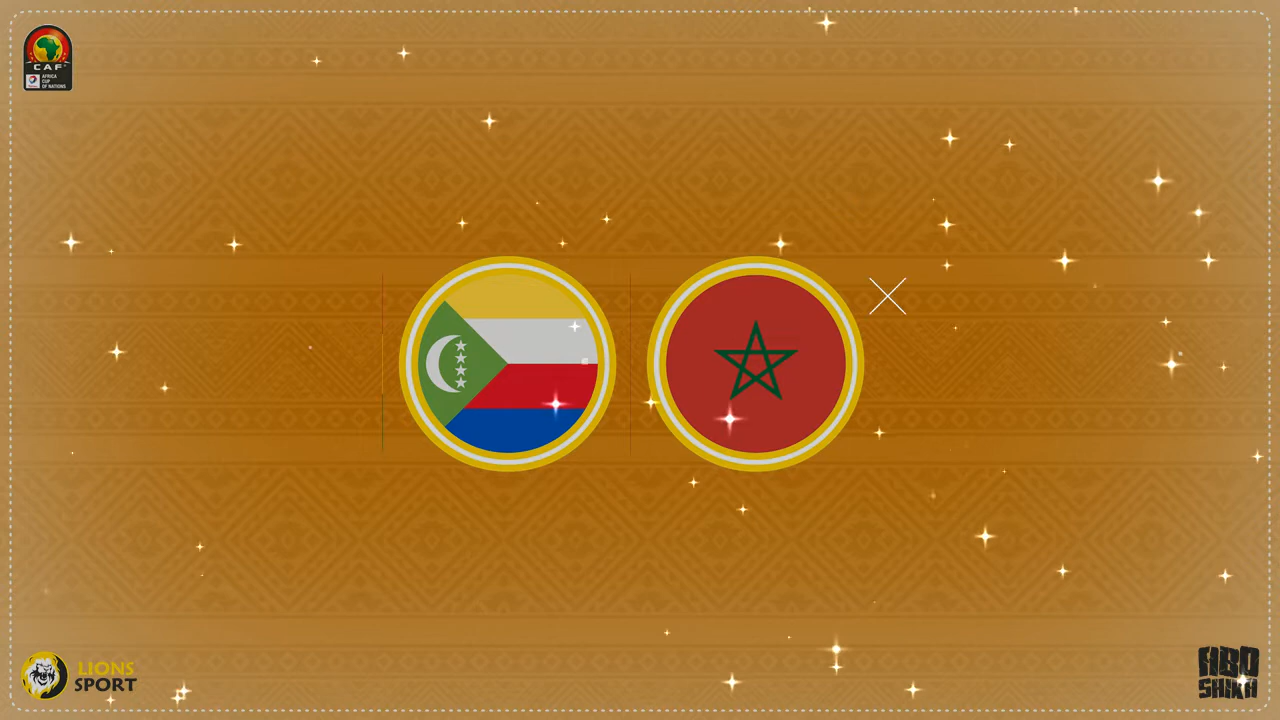 CAF
AFRICA
CUP
OF NATIONS
LIONS
SPORT
ABO
SHIKA